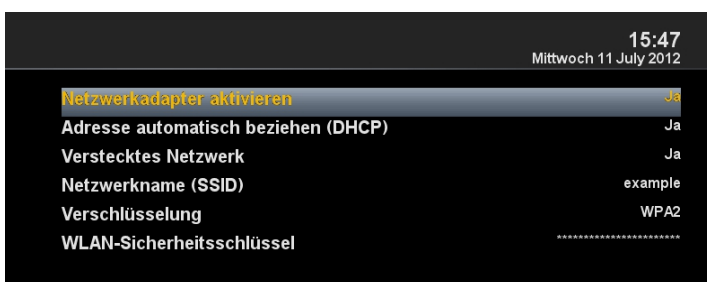 15:47
Mittwoch 11 July 2012
Netzwerkadapter aktivieren Ja
Adresse automatisch beziehen (DHCP) Ja
Verstecktes Netzwerk Ja
Netzwerkname (SSID) example
Verschlüsselung WPA2
WLAN-Sicherheitsschlüssel ***********************